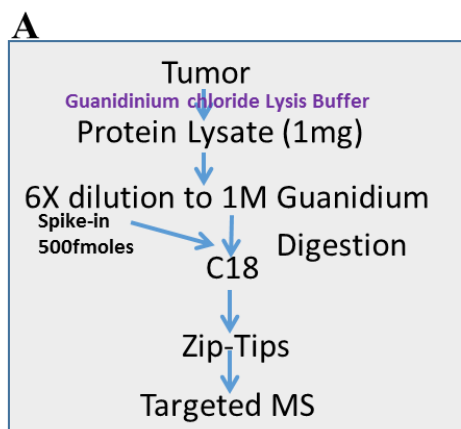 A
Tumor
Guanidinium chloride Lysis Buffer
Protein Lysate (1mg)
6X dilution to 1M Guanidium
Spike-in
500fmoles
Digestion
C18
Zip-Tips
Targeted MS